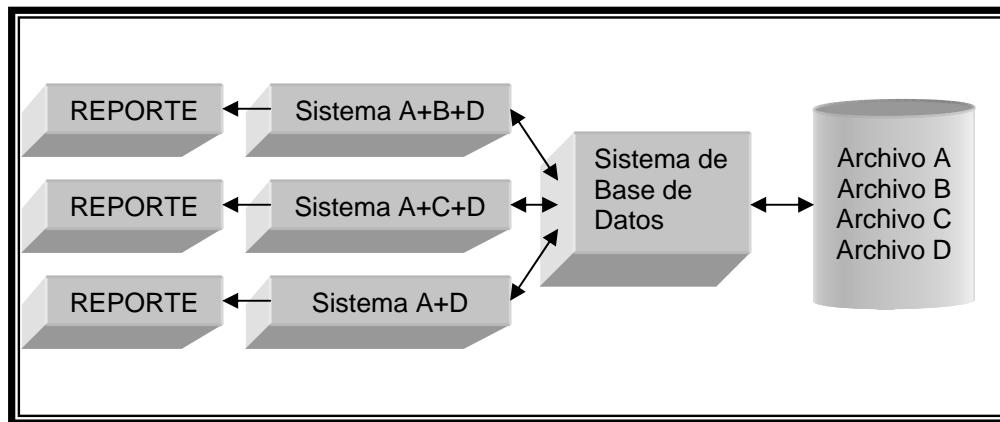 REPORTE
Sistema A+B+D
REPORTE
Sistema A+C+D
REPORTE
Sistema A+D
Sistema de
Base de
Datos
Archivo A
Archivo B
Archivo C
Archivo D